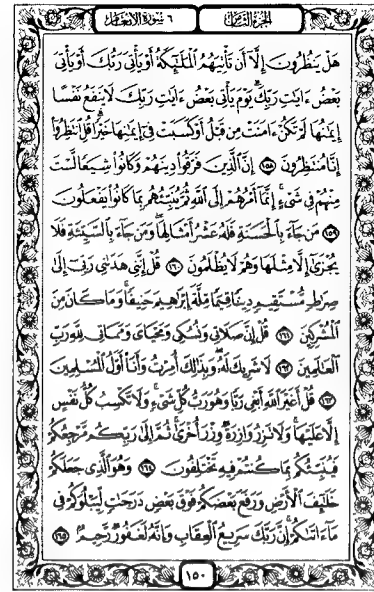 الجزء الثامن
٦ سورة الأنعام
هَلْ يَنظُرُونَ إِلَّآ أَن تَأْتِيَهُمُ ٱلْمَلَٰٓئِكَةُ أَوْ يَأْتِىَ رَبُّكَ أَوْ يَأْتِىَ
بَعْضُ ءَايَٰتِ رَبِّكَ ۗ يَوْمَ يَأْتِى بَعْضُ ءَايَٰتِ رَبِّكَ لَا يَنفَعُ نَفْسًا
إِيمَٰنُهَا لَمْ تَكُنْ ءَامَنَتْ مِن قَبْلُ أَوْ كَسَبَتْ فِىٓ إِيمَٰنِهَا خَيْرًا ۗ قُلِ ٱنتَظِرُوٓا۟
إِنَّا مُنتَظِرُونَ ١٥٨ إِنَّ ٱلَّذِينَ فَرَّقُوا۟ دِينَهُمْ وَكَانُوا۟ شِيَعًا لَّسْتَ
مِنْهُمْ فِى شَىْءٍ ۚ إِنَّمَآ أَمْرُهُمْ إِلَى ٱللَّهِ ثُمَّ يُنَبِّئُهُم بِمَا كَانُوا۟ يَفْعَلُونَ
١٥٩ مَن جَآءَ بِٱلْحَسَنَةِ فَلَهُۥ عَشْرُ أَمْثَالِهَا ۖ وَمَن جَآءَ بِٱلسَّيِّئَةِ فَلَا
يُجْزَىٰٓ إِلَّا مِثْلَهَا وَهُمْ لَا يُظْلَمُونَ ١٦٠ قُلْ إِنَّنِى هَدَىٰنِى رَبِّىٓ إِلَىٰ
صِرَٰطٍ مُّسْتَقِيمٍ دِينًا قِيَمًا مِّلَّةَ إِبْرَٰهِيمَ حَنِيفًا ۚ وَمَا كَانَ مِنَ
ٱلْمُشْرِكِينَ ١٦١ قُلْ إِنَّ صَلَاتِى وَنُسُكِى وَمَحْيَاىَ وَمَمَاتِى لِلَّهِ رَبِّ
ٱلْعَٰلَمِينَ ١٦٢ لَا شَرِيكَ لَهُۥ ۖ وَبِذَٰلِكَ أُمِرْتُ وَأَنَا۠ أَوَّلُ ٱلْمُسْلِمِينَ
١٦٣ قُلْ أَغَيْرَ ٱللَّهِ أَبْغِى رَبًّا وَهُوَ رَبُّ كُلِّ شَىْءٍ ۚ وَلَا تَكْسِبُ كُلُّ نَفْسٍ
إِلَّا عَلَيْهَا ۚ وَلَا تَزِرُ وَازِرَةٌ وِزْرَ أُخْرَىٰ ۚ ثُمَّ إِلَىٰ رَبِّكُم مَّرْجِعُكُمْ
فَيُنَبِّئُكُم بِمَا كُنتُمْ فِيهِ تَخْتَلِفُونَ ١٦٤ وَهُوَ ٱلَّذِى جَعَلَكُمْ
خَلَٰٓئِفَ ٱلْأَرْضِ وَرَفَعَ بَعْضَكُمْ فَوْقَ بَعْضٍ دَرَجَٰتٍ لِّيَبْلُوَكُمْ فِى
مَآ ءَاتَىٰكُمْ ۗ إِنَّ رَبَّكَ سَرِيعُ ٱلْعِقَابِ وَإِنَّهُۥ لَغَفُورٌ رَّحِيمٌۢ ١٦٥
١٥٠